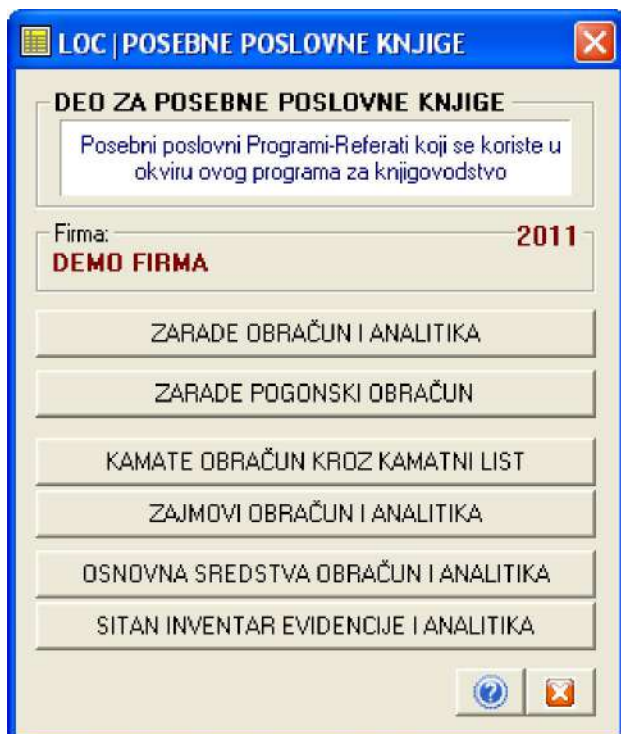 LOC | POSEBNE POSLOVNE KNJIGE
DEO ZA POSEBNE POSLOVNE KNJIGE
Posebni poslovni Programi-Referati koji se koriste u
okviru ovog programa za knjigovodstvo
Firma: 2011
DEMO FIRMA
ZARADE OBRAČUN I ANALITIKA
ZARADE POGONSKI OBRAČUN
KAMATE OBRAČUN KROZ KAMATNI LIST
ZAJMOVI OBRAČUN I ANALITIKA
OSNOVNA SREDSTVA OBRAČUN I ANALITIKA
SITAN INVENTAR EVIDENCIJE I ANALITIKA